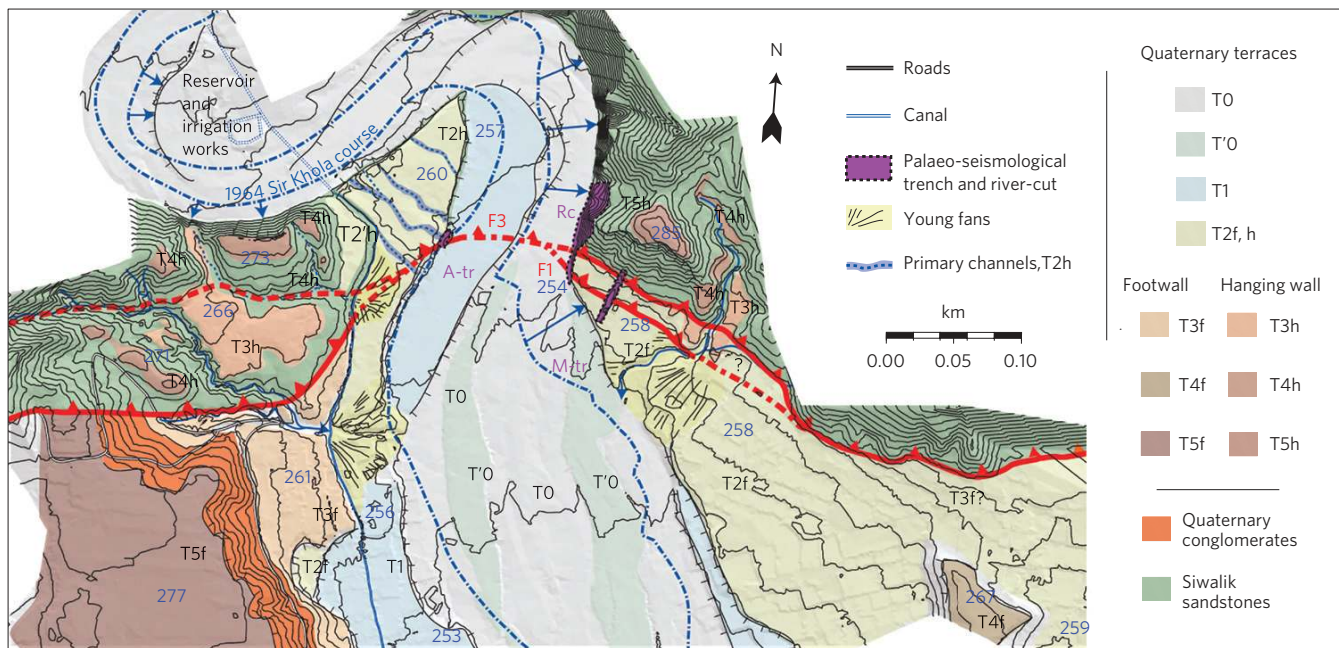 Reservoir
and
irrigation
works
1964 Sir Khola course
T2h
257
260
T4h
T2'h
T4h
273
T4h
266
T3h
271
T4h
F3
A-tr
Rc
F1
254
T5h
285
T4h
T4h
T3h
258
T2f
?
M-tr
T0
T'0
T0
T'0
258
T2f
T3f?
261
T3f
256
T2f
T1
253
T5f
277
267
T4f
259
N
Roads
Canal
Palaeo-seismological
trench and river-cut
Young fans
Primary channels, T2h
km
0.00 0.05 0.10
Quaternary terraces
T0
T'0
T1
T2f, h
Footwall Hanging wall
T3f T3h
T4f T4h
T5f T5h
Quaternary
conglomerates
Siwalik
sandstones